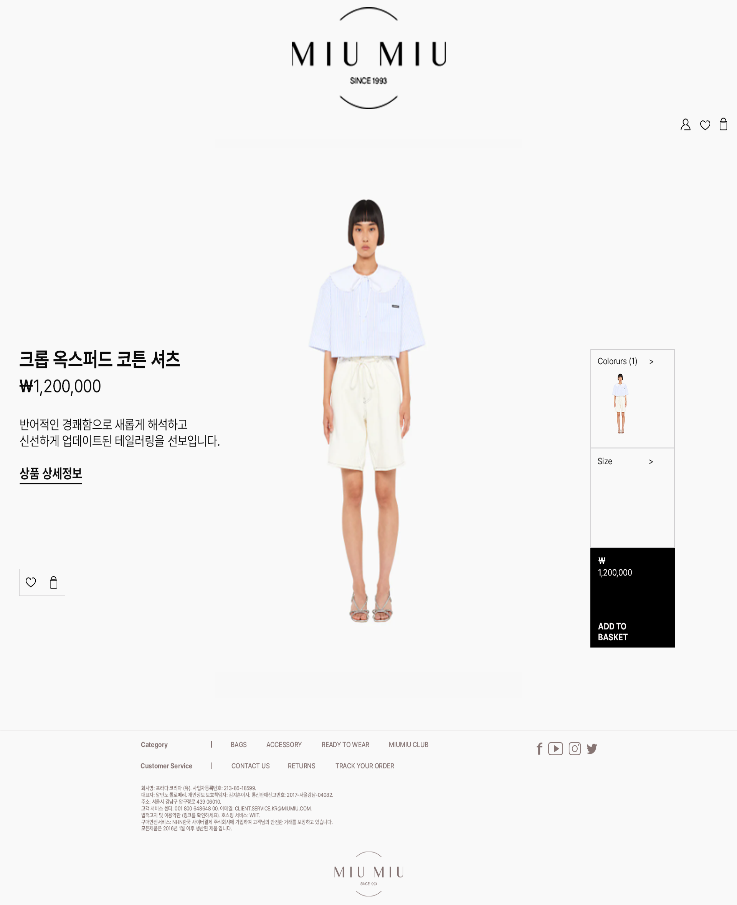 MIU MIU
SINCE 1993
크롭 옥스퍼드 코튼 셔츠
₩1,200,000
반어적인 경쾌함으로 새롭게 해석하고
신선하게 업데이트된 테일러링을 선보입니다.
상품 상세정보
Colorurs (1) >
Size >
₩
1,200,000
ADD TO
BASKET
Category | BAGS ACCESSORY READY TO WEAR MIUMIU CLUB
Customer Service | CONTACT US RETURNS TRACK YOUR ORDER
MIU MIU